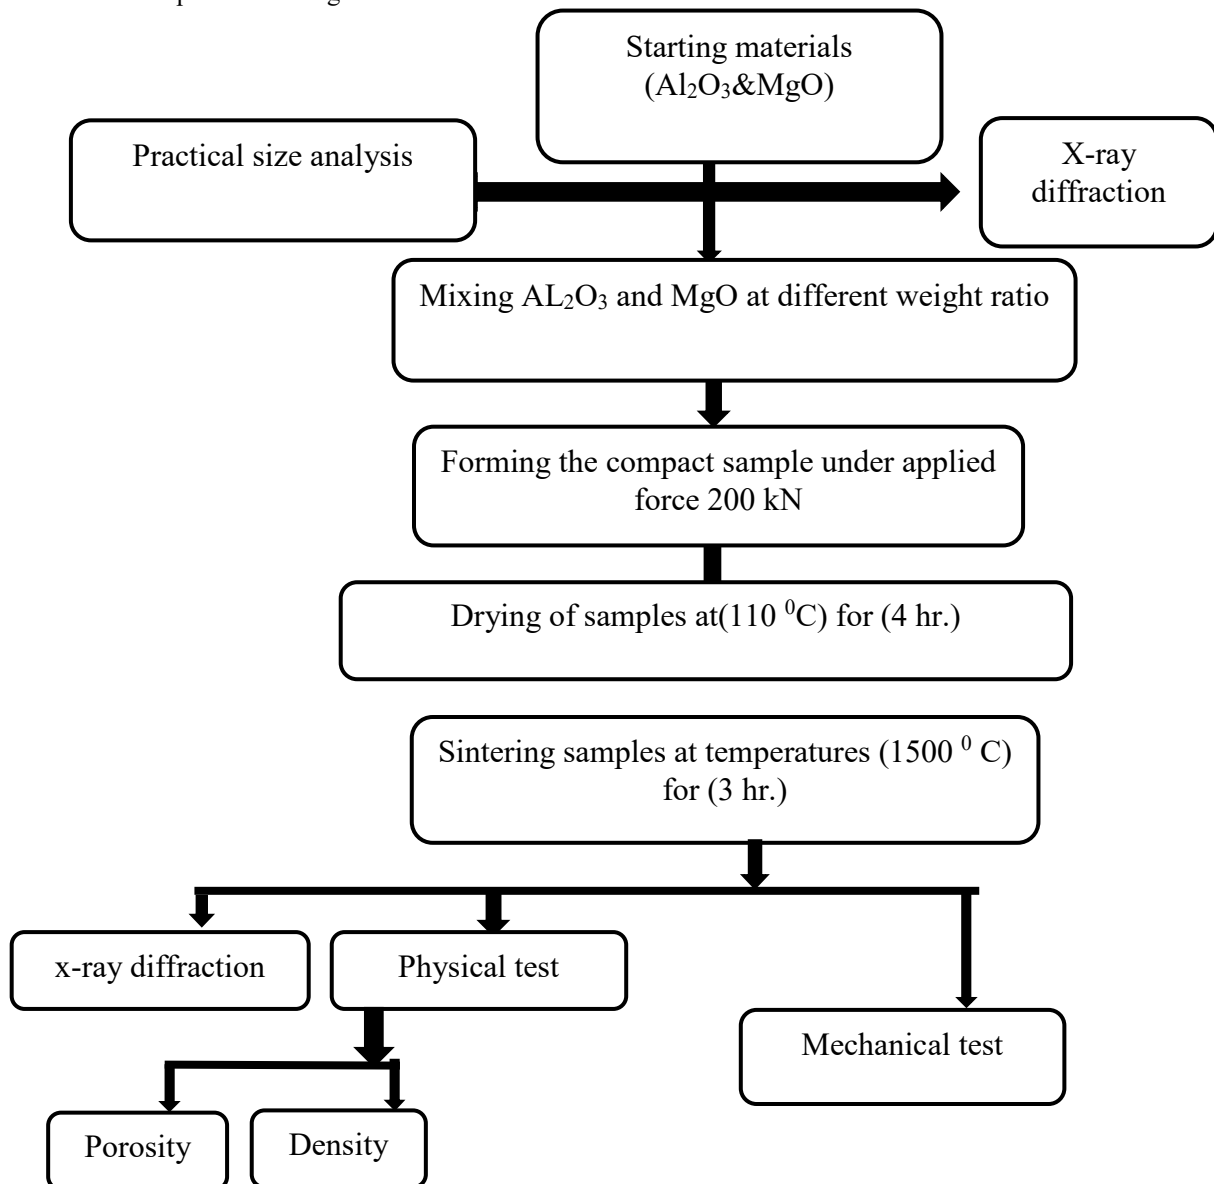 Starting materials
(Al₂O₃&MgO)
Practical size analysis
X-ray
diffraction
Mixing AL₂O₃ and MgO at different weight ratio
Forming the compact sample under applied
force 200 kN
Drying of samples at(110 ⁰C) for (4 hr.)
Sintering samples at temperatures (1500 ⁰ C)
for (3 hr.)
x-ray diffraction
Physical test
Mechanical test
Porosity
Density